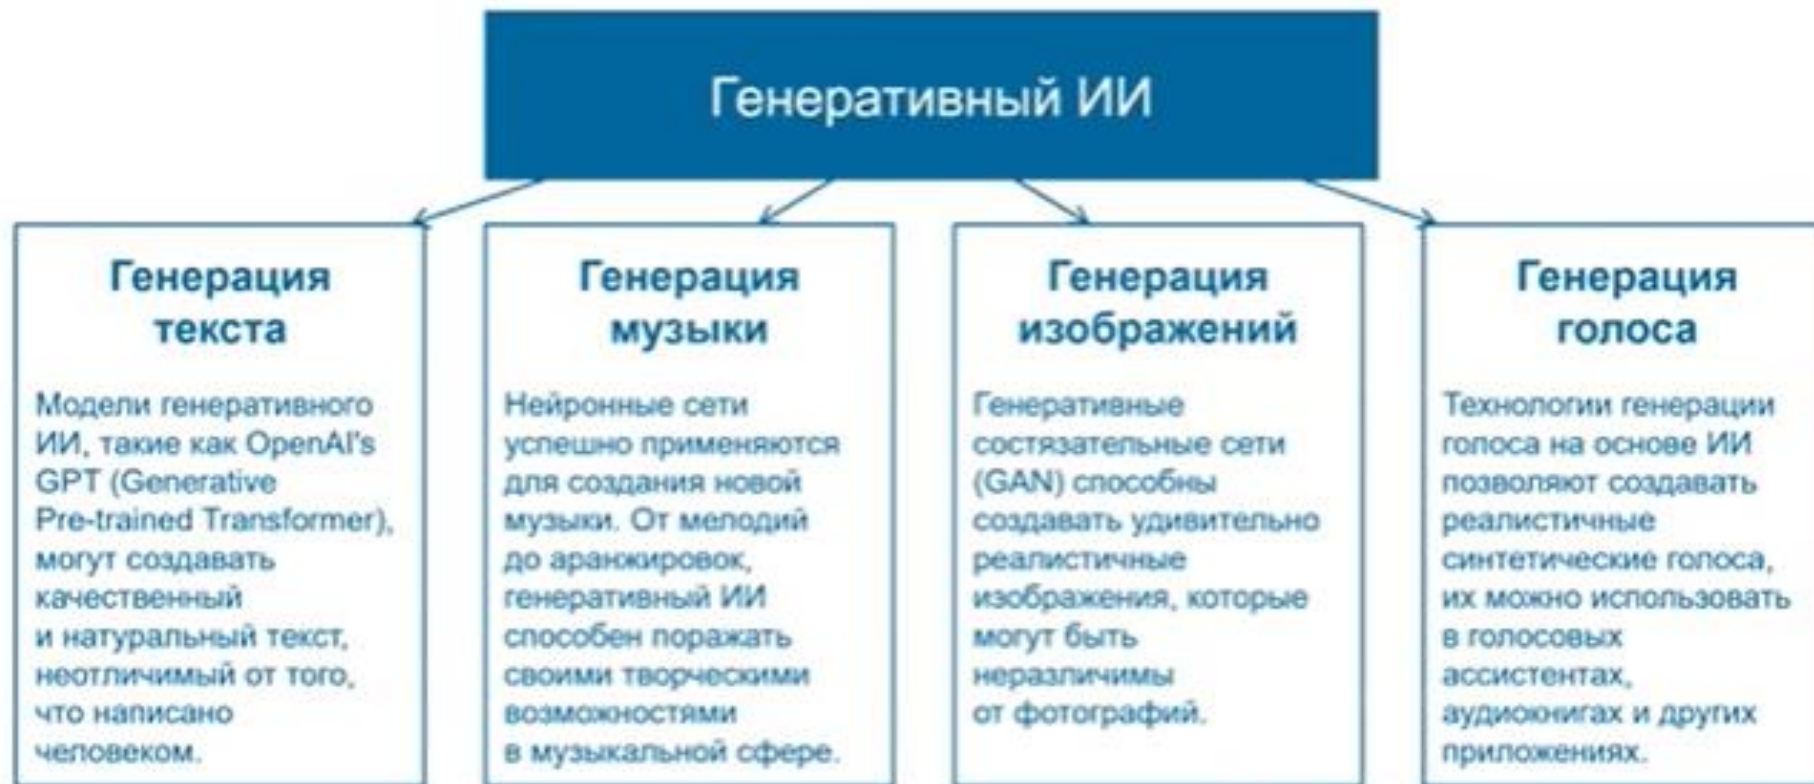 Генеративный ИИ
Генерация
текста
Модели генеративного
ИИ, такие как OpenAI's
GPT (Generative
Pre-trained Transformer),
могут создавать
качественный
и натуральный текст,
неотличимый от того,
что написано
человеком.
Генерация
музыки
Нейронные сети
успешно применяются
для создания новой
музыки. От мелодий
до аранжировок,
генеративный ИИ
способен поражать
своими творческими
возможностями
в музыкальной сфере.
Генерация
изображений
Генеративные
состязательные сети
(GAN) способны
создавать удивительно
реалистичные
изображения, которые
могут быть
неразличимы
от фотографий.
Генерация
голоса
Технологии генерации
голоса на основе ИИ
позволяют создавать
реалистичные
синтетические голоса,
их можно использовать
в голосовых
ассистентах,
аудиокнигах и других
приложениях.